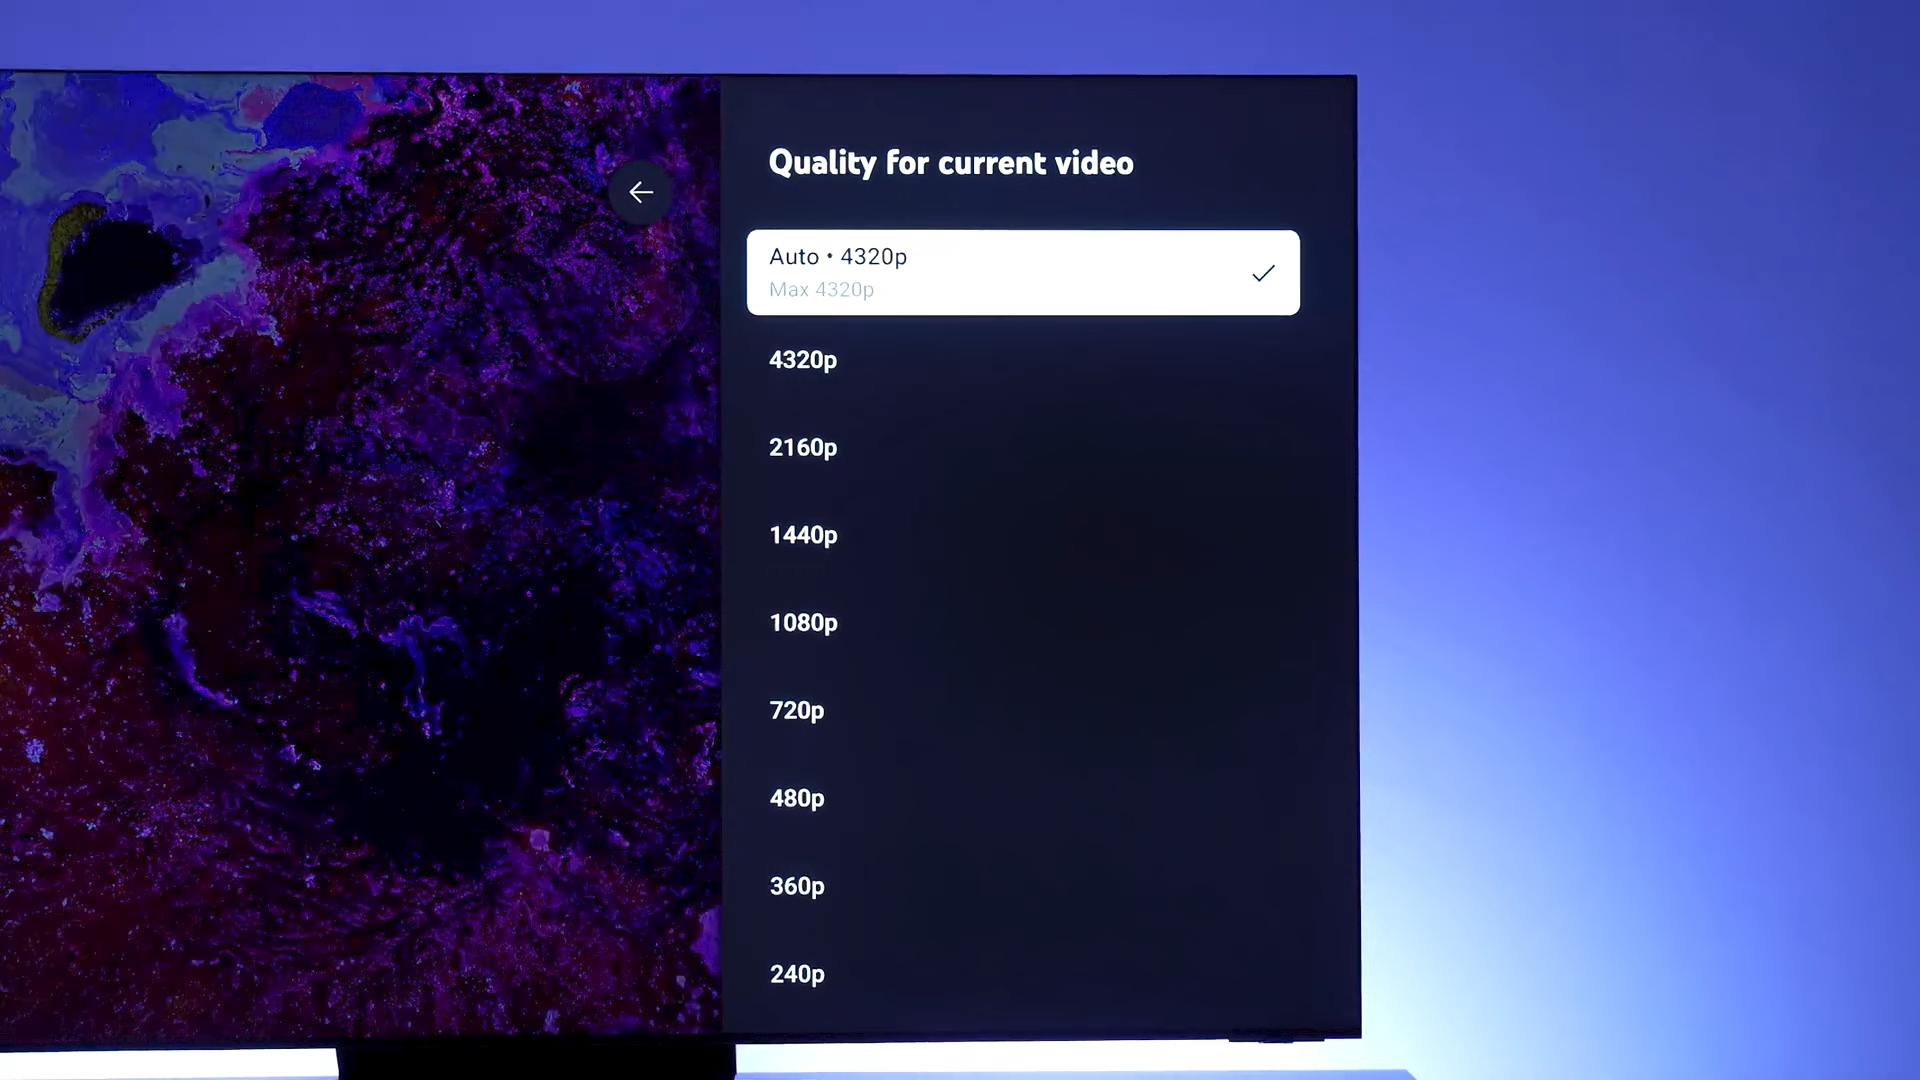 Quality for current video
Auto • 4320p
Max 4320p
4320p
2160p
1440p
1080p
720p
480p
360p
240p